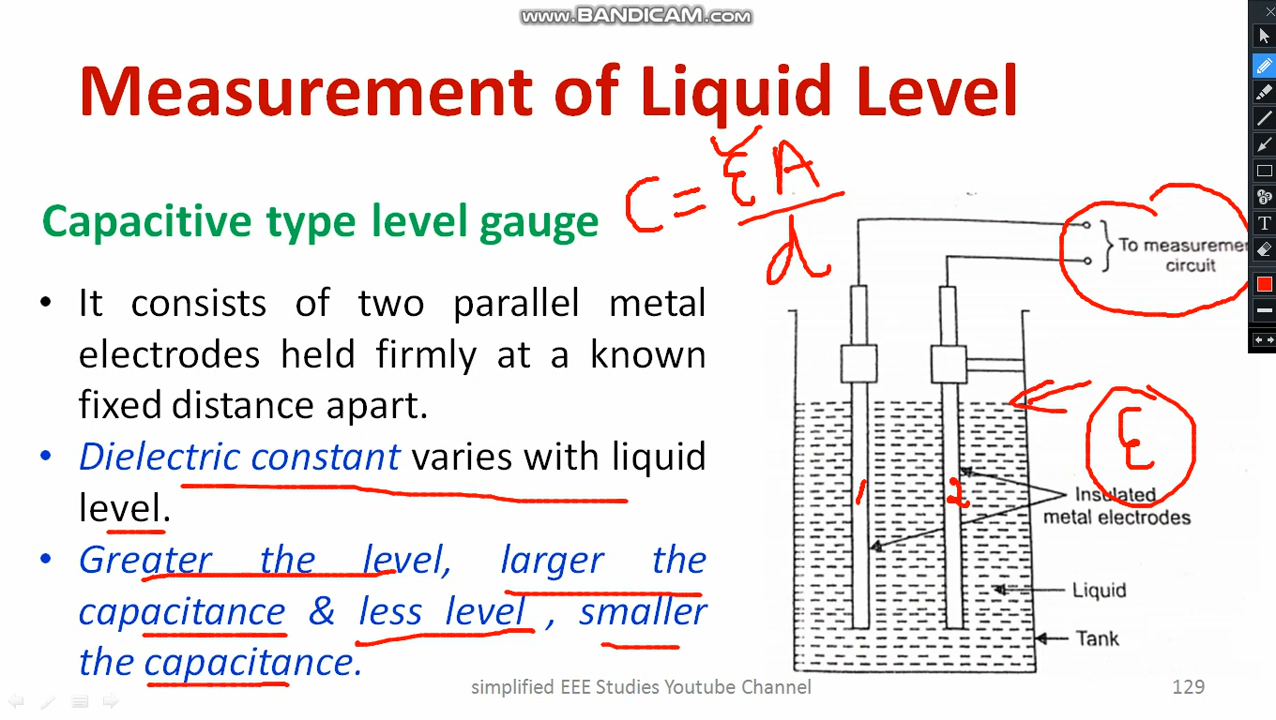 www.BANDICAM.com
Measurement of Liquid Level
C = εA
d
Capacitive type level gauge
To measuremen
circuit
• It consists of two parallel metal
electrodes held firmly at a known
fixed distance apart.
• Dielectric constant varies with liquid
level.
• Greater the level, larger the
capacitance & less level , smaller
the capacitance.
ε
1 2
Insulated
metal electrodes
Liquid
Tank
simplified EEE Studies Youtube Channel
129
T